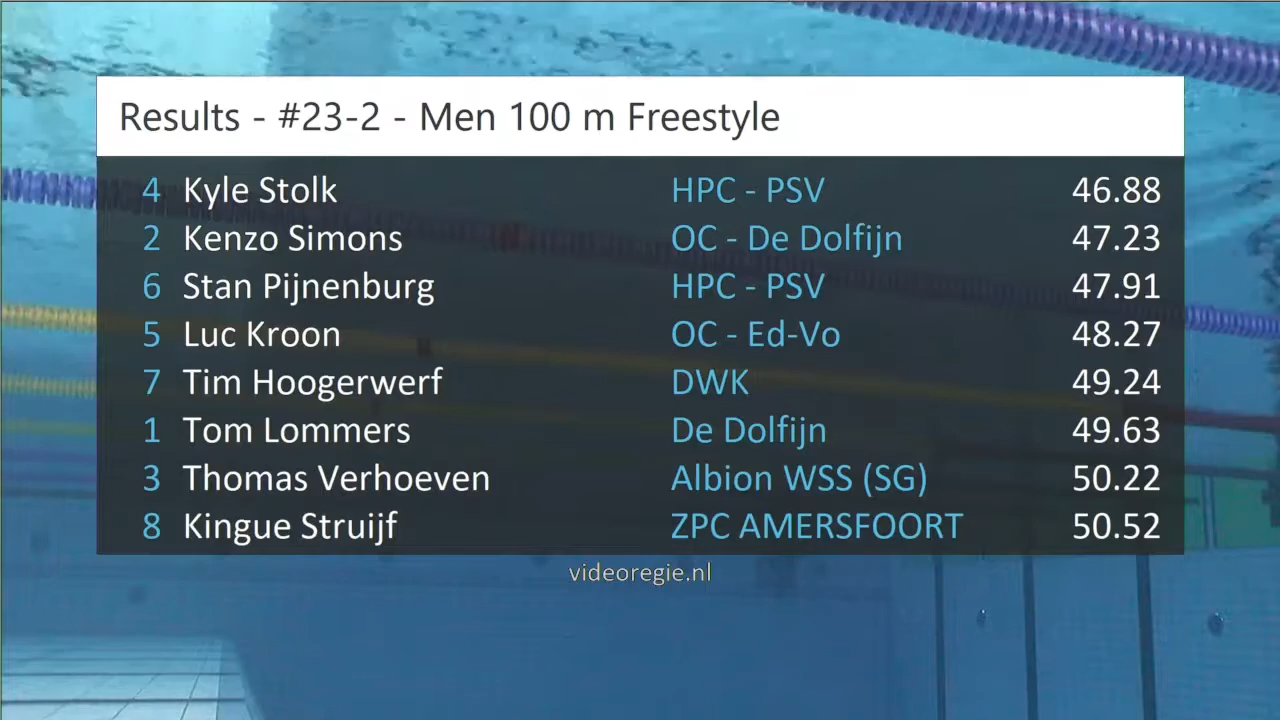 Results - #23-2 - Men 100 m Freestyle
4 Kyle Stolk HPC - PSV 46.88
2 Kenzo Simons OC - De Dolfijn 47.23
6 Stan Pijnenburg HPC - PSV 47.91
5 Luc Kroon OC - Ed-Vo 48.27
7 Tim Hoogerwerf DWK 49.24
1 Tom Lommers De Dolfijn 49.63
3 Thomas Verhoeven Albion WSS (SG) 50.22
8 Kingue Struijf ZPC AMERSFOORT 50.52
videoregie.nl